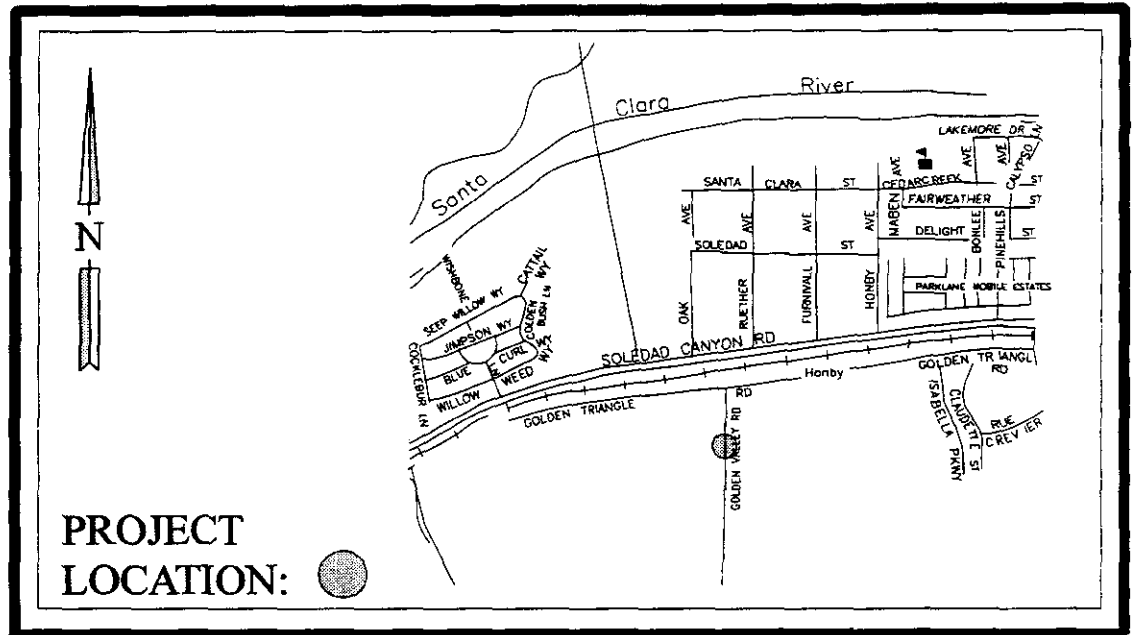 N
Santa Clara River
LAKEMORE DR
CALYPSO LN
AVE
AVE
AVE
SANTA CLARA ST
CEDARCREEK ST
FAIRWEATHER ST
MABEN
DELIGHT ST
BONLEE
PINEHILLS
AVE
AVE
AVE
AVE
SOLEDAD ST
PARKLANE MOBILE ESTATES
OAK
RUETHER
FURNIVALL
HONBY
WISHBONE
CATTAIL WY
SEEP WILLOW WY
JIMPSON WY
BUSH LN
COCKLEBUR LN
BLUE CURL
WILLOW WEED
SOLEDAD CANYON RD
GOLDEN TRIANGLE RD
Honby
GOLDEN TRIANGL
RD
GOLDEN VALLEY RD
ISABELLA PKWY
CLAUDETTE ST
RUE
CREVIER
PROJECT
LOCATION: